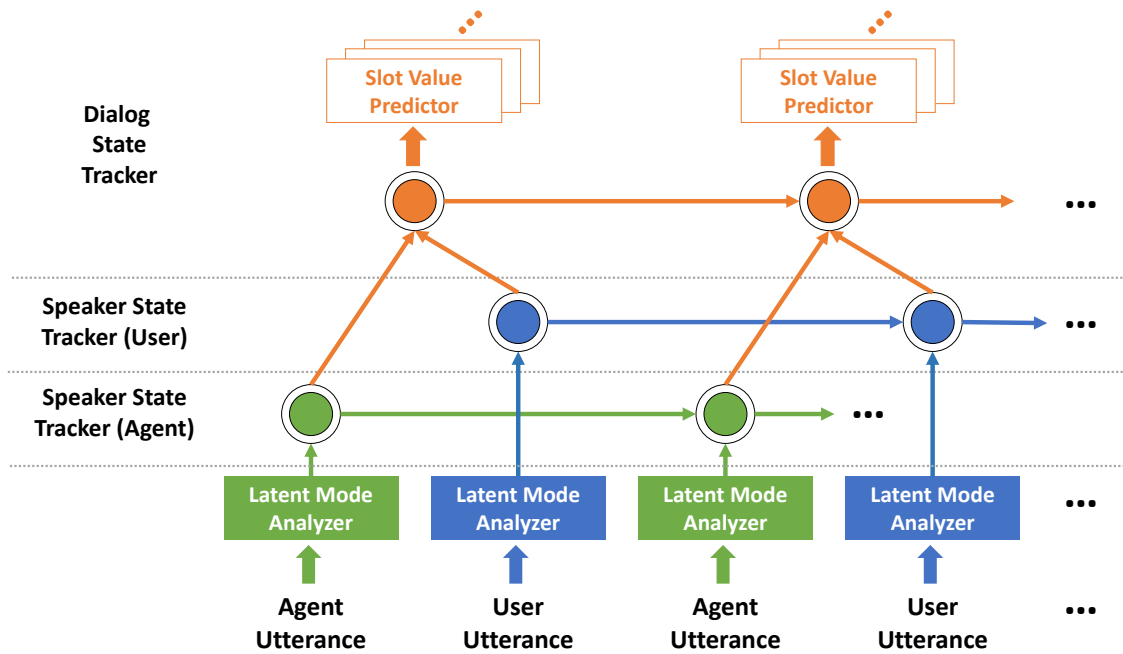 Slot Value
Predictor
Slot Value
Predictor
Dialog
State
Tracker
...
Speaker State
Tracker (User)
...
Speaker State
Tracker (Agent)
...
Latent Mode
Analyzer
Latent Mode
Analyzer
Latent Mode
Analyzer
Latent Mode
Analyzer
...
Agent
Utterance
User
Utterance
Agent
Utterance
User
Utterance
...